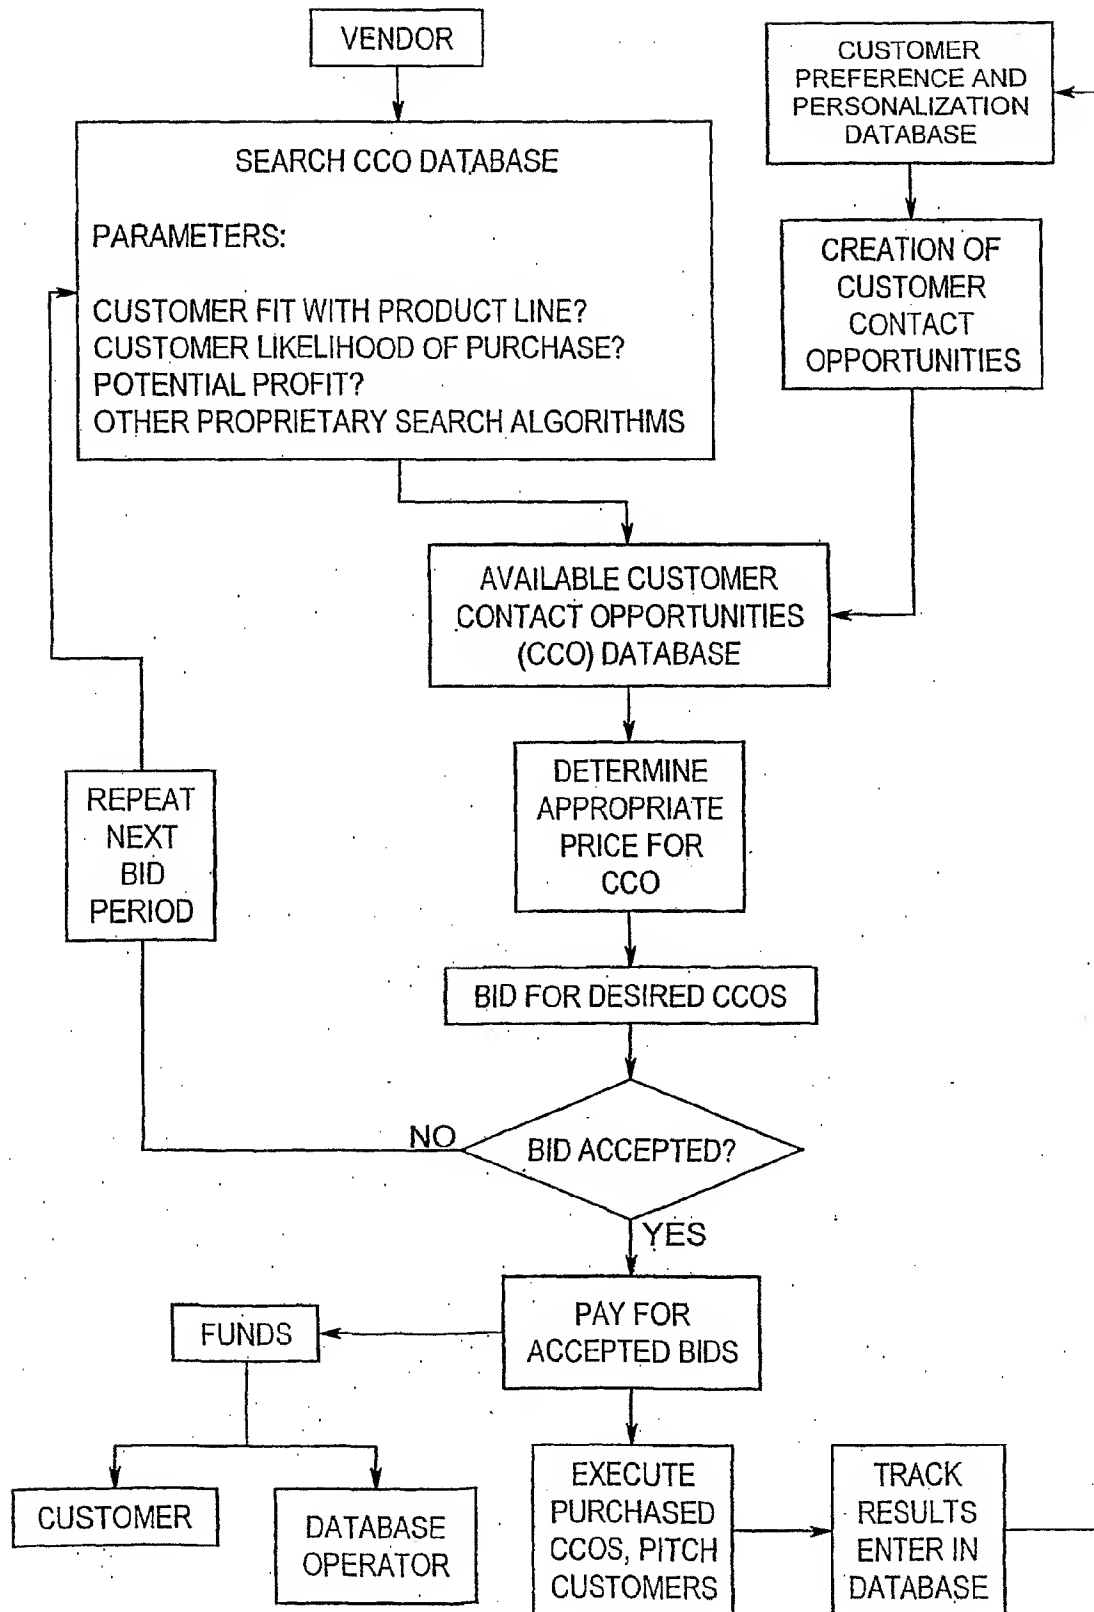 VENDOR
CUSTOMER
PREFERENCE AND
PERSONALIZATION
DATABASE
SEARCH CCO DATABASE
PARAMETERS:
CUSTOMER FIT WITH PRODUCT LINE?
CUSTOMER LIKELIHOOD OF PURCHASE?
POTENTIAL PROFIT?
OTHER PROPRIETARY SEARCH ALGORITHMS
CREATION OF
CUSTOMER
CONTACT
OPPORTUNITIES
AVAILABLE CUSTOMER
CONTACT OPPORTUNITIES
(CCO) DATABASE
DETERMINE
APPROPRIATE
PRICE FOR
CCO
REPEAT
NEXT
BID
PERIOD
BID FOR DESIRED CCOS
BID ACCEPTED?
NO
YES
PAY FOR
ACCEPTED BIDS
FUNDS
CUSTOMER
DATABASE
OPERATOR
EXECUTE
PURCHASED
CCOS, PITCH
CUSTOMERS
TRACK
RESULTS
ENTER IN
DATABASE